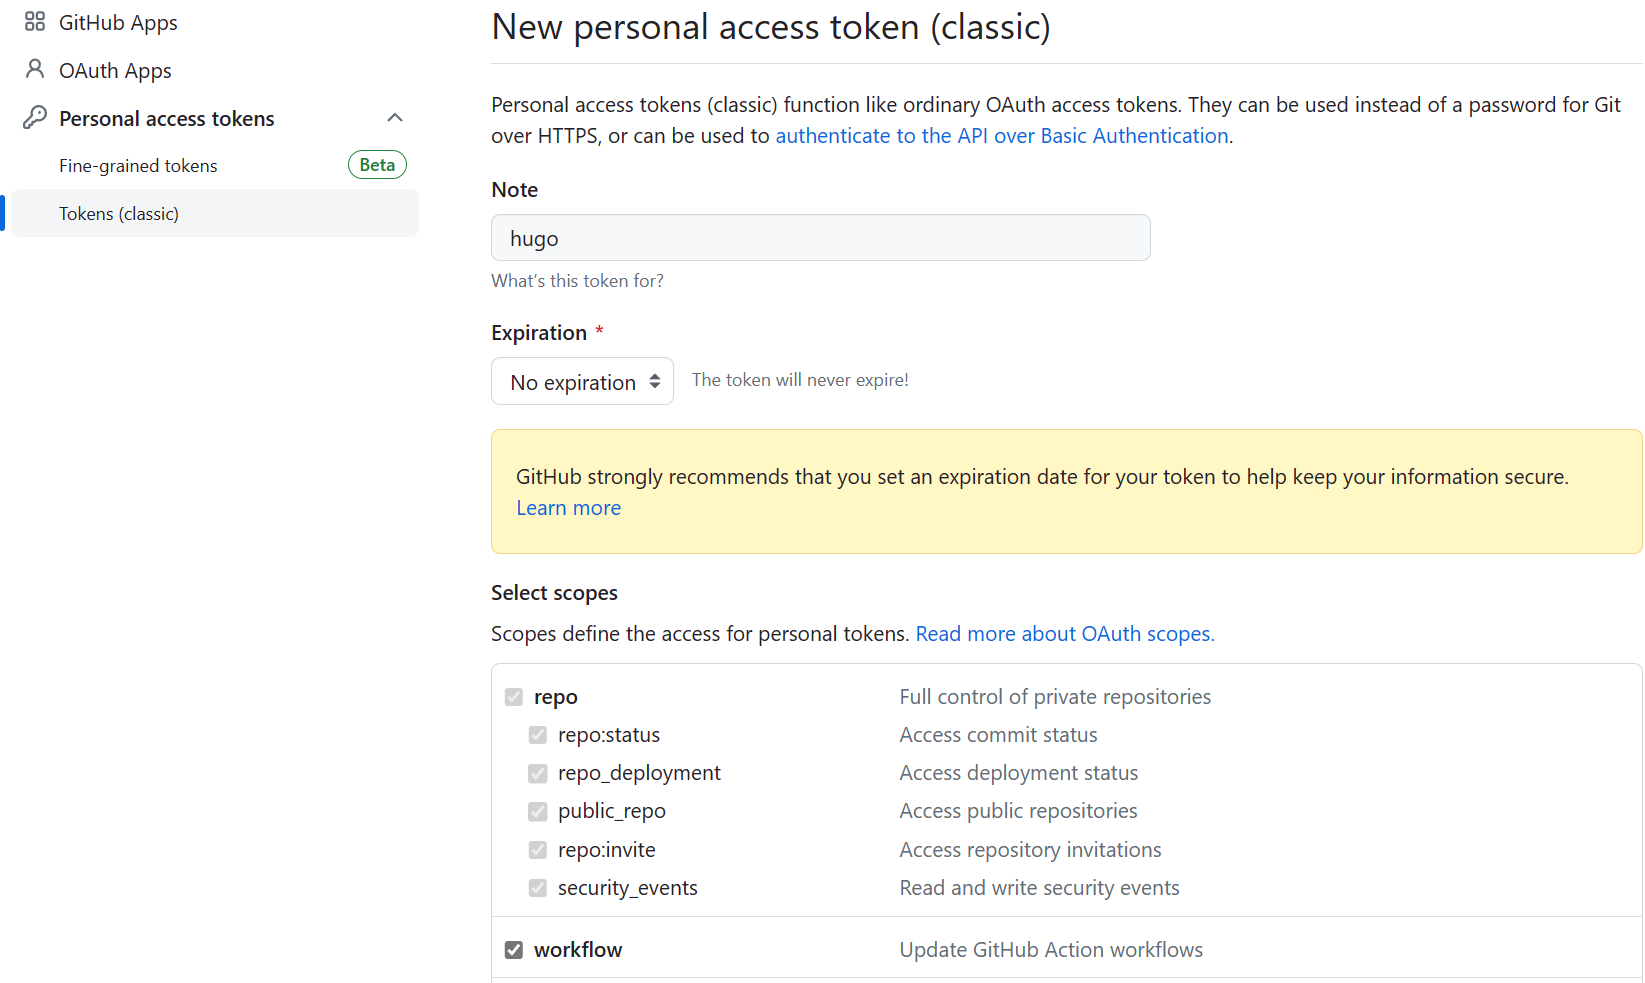 GitHub Apps
OAuth Apps
Personal access tokens
Fine-grained tokens Beta
Tokens (classic)
New personal access token (classic)
Personal access tokens (classic) function like ordinary OAuth access tokens. They can be used instead of a password for Git
over HTTPS, or can be used to authenticate to the API over Basic Authentication.
Note
hugo
What's this token for?
Expiration *
No expiration The token will never expire!
GitHub strongly recommends that you set an expiration date for your token to help keep your information secure.
Learn more
Select scopes
Scopes define the access for personal tokens. Read more about OAuth scopes.
repo Full control of private repositories
repo:status Access commit status
repo_deployment Access deployment status
public_repo Access public repositories
repo:invite Access repository invitations
security_events Read and write security events
workflow Update GitHub Action workflows